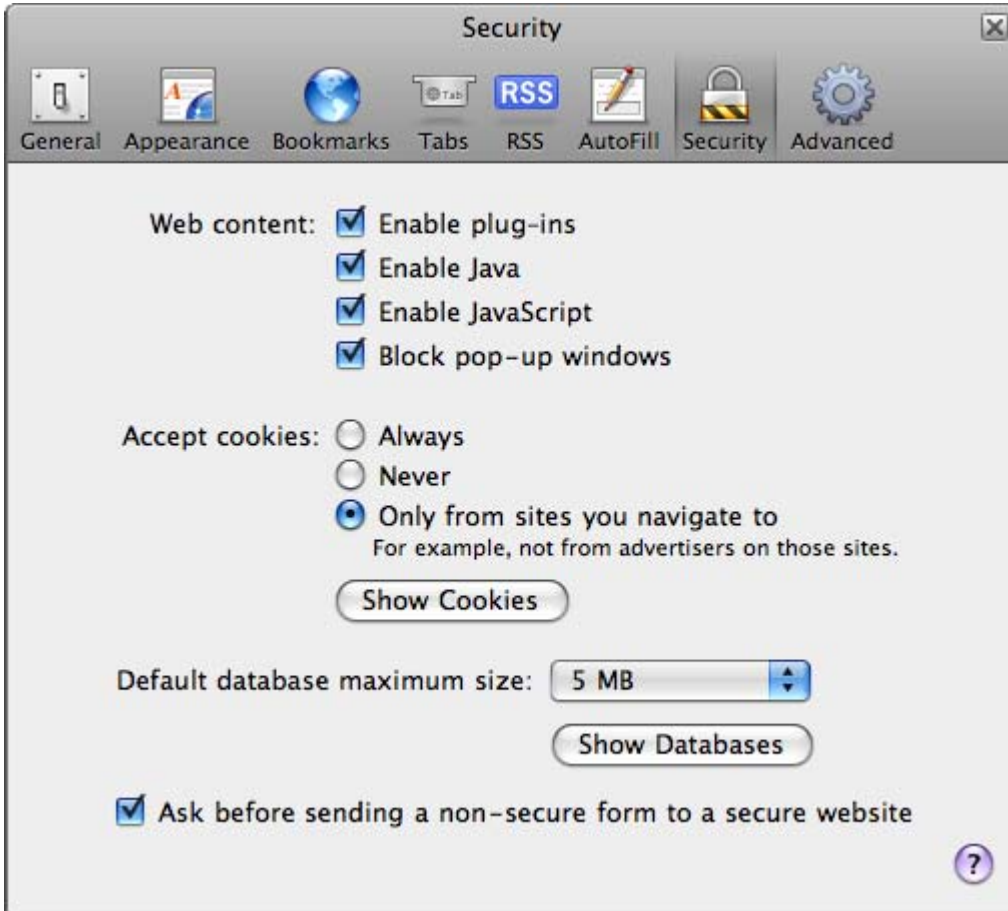 Security
General Appearance Bookmarks Tabs RSS AutoFill Security Advanced
Tab
RSS
Web content: Enable plug-ins
Enable Java
Enable JavaScript
Block pop-up windows
Accept cookies: Always
Never
Only from sites you navigate to
For example, not from advertisers on those sites.
Show Cookies
Default database maximum size: 5 MB
Show Databases
Ask before sending a non-secure form to a secure website
?